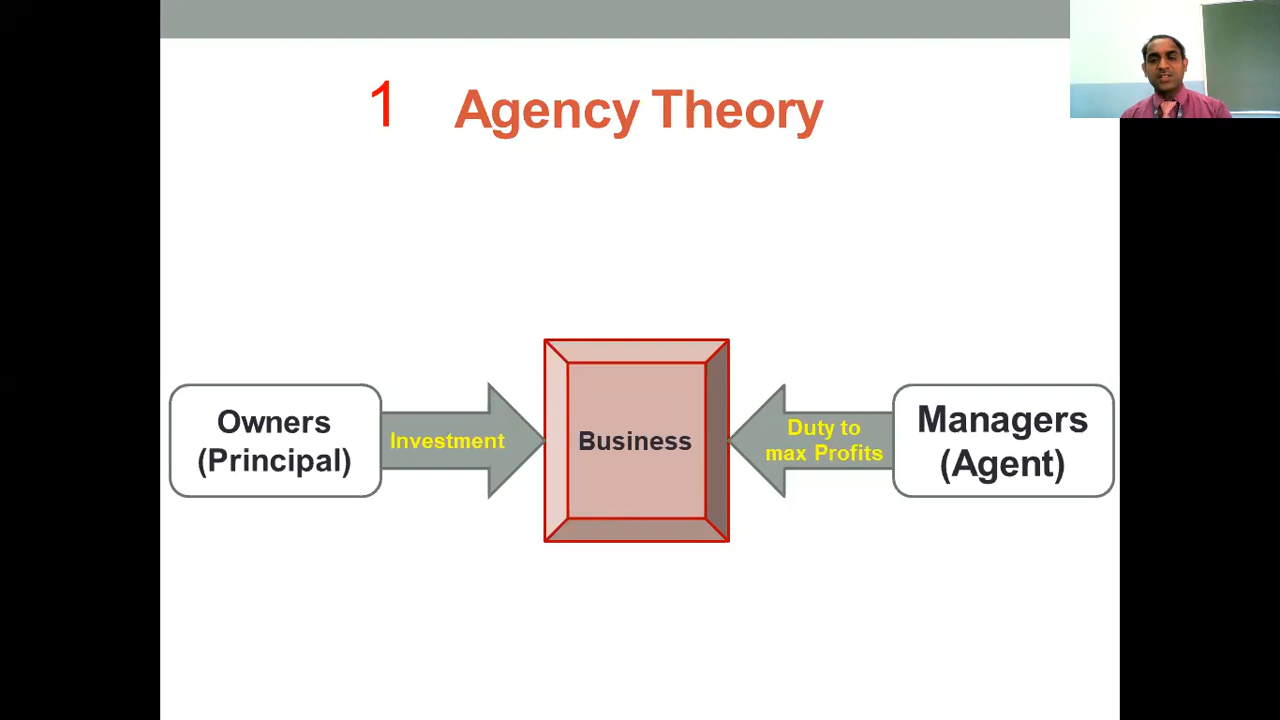 1 Agency Theory
Owners
(Principal)
Investment
Business
Duty to
max Profits
Managers
(Agent)